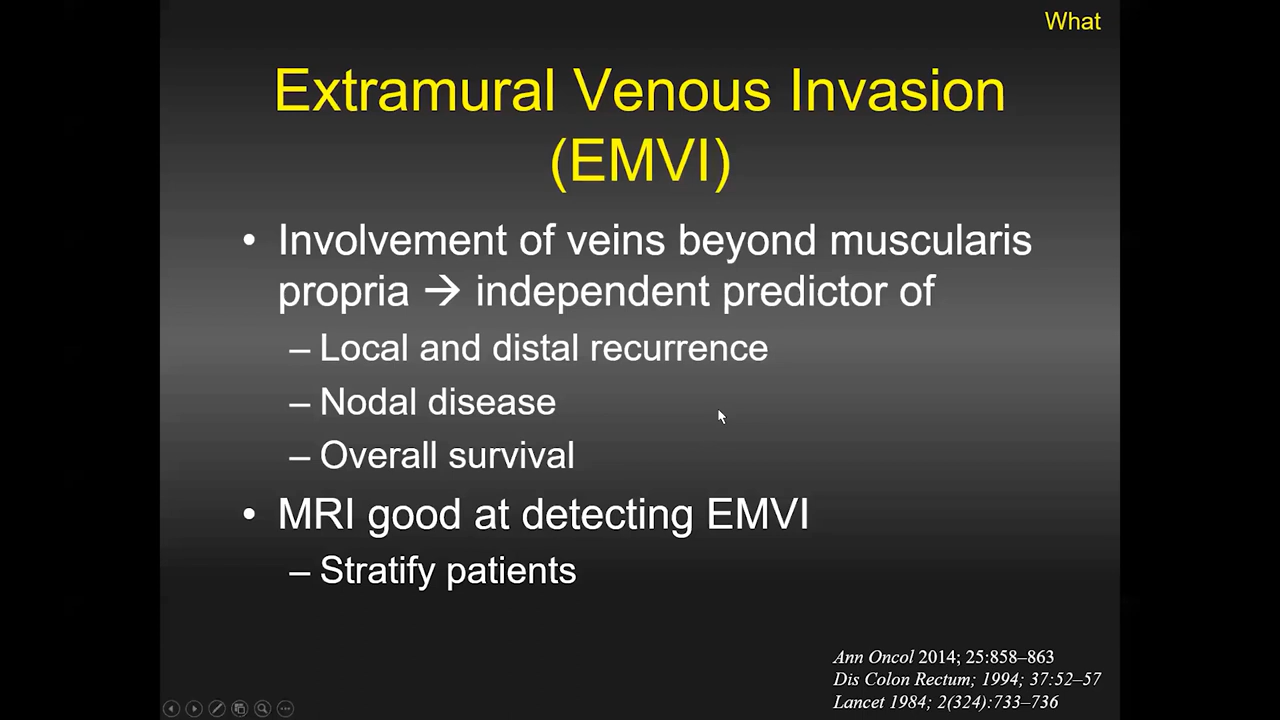 What
Extramural Venous Invasion
(EMVI)
• Involvement of veins beyond muscularis
propria → independent predictor of
– Local and distal recurrence
– Nodal disease
– Overall survival
• MRI good at detecting EMVI
– Stratify patients
Ann Oncol 2014; 25:858–863
Dis Colon Rectum; 1994; 37:52–57
Lancet 1984; 2(324):733–736